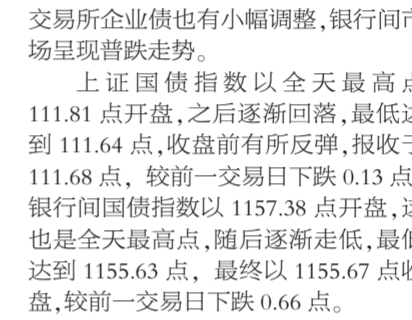 交易所企业债也有小幅调整,银行间市
场呈现普跌走势。
上证国债指数以全天最高点
111.81 点开盘,之后逐渐回落,最低达
到 111.64 点,收盘前有所反弹,报收于
111.68 点，较前一交易日下跌 0.13 点
银行间国债指数以 1157.38 点开盘,这
也是全天最高点,随后逐渐走低,最低
达到 1155.63 点，最终以 1155.67 点收
盘,较前一交易日下跌 0.66 点。